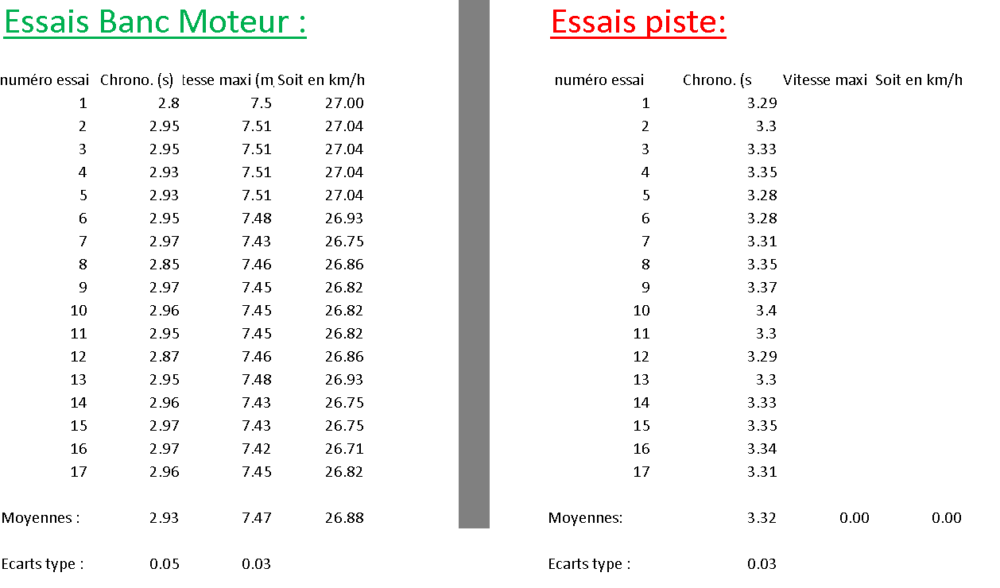 Essais Banc Moteur : Essais piste:
numéro essai Chrono. (s) tesse maxi (m Soit en km/h numéro essai Chrono. (s Vitesse maxi Soit en km/h
1 2.8 7.5 27.00 1 3.29
2 2.95 7.51 27.04 2 3.3
3 2.95 7.51 27.04 3 3.33
4 2.93 7.51 27.04 4 3.35
5 2.93 7.51 27.04 5 3.28
6 2.95 7.48 26.93 6 3.28
7 2.97 7.43 26.75 7 3.31
8 2.85 7.46 26.86 8 3.35
9 2.97 7.45 26.82 9 3.37
10 2.96 7.45 26.82 10 3.4
11 2.95 7.45 26.82 11 3.3
12 2.87 7.46 26.86 12 3.29
13 2.95 7.48 26.93 13 3.3
14 2.96 7.43 26.75 14 3.33
15 2.97 7.43 26.75 15 3.35
16 2.97 7.42 26.71 16 3.34
17 2.96 7.45 26.82 17 3.31
Moyennes : 2.93 7.47 26.88 Moyennes: 3.32 0.00 0.00
Ecarts type : 0.05 0.03 Ecarts type : 0.03